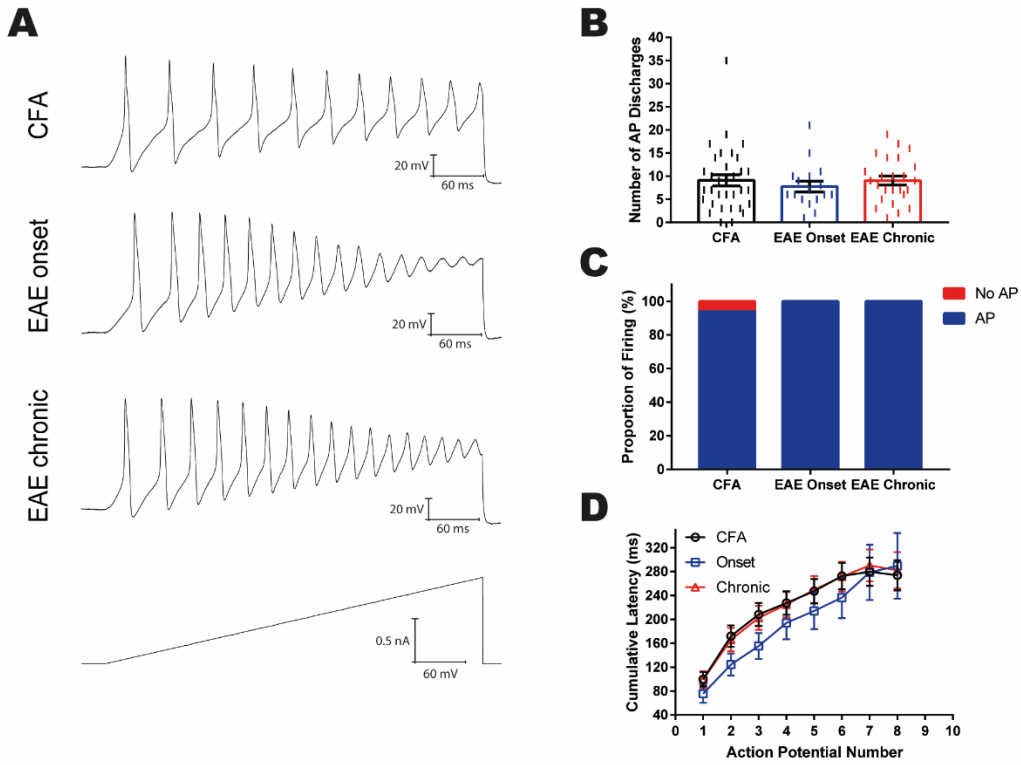 A
CFA
20 mV
60 ms
EAE onset
20 mV
60 ms
EAE chronic
20 mV
60 ms
0.5 nA
60 mV
B
Number of AP Discharges
40
35
30
25
20
15
10
5
0
CFA EAE Onset EAE Chronic
C
Proportion of Firing (%)
100
80
60
40
20
0
CFA EAE Onset EAE Chronic
No AP
AP
D
Cumulative Latency (ms)
320
280
240
200
160
120
80
40
CFA
Onset
Chronic
0 1 2 3 4 5 6 7 8 9 10
Action Potential Number